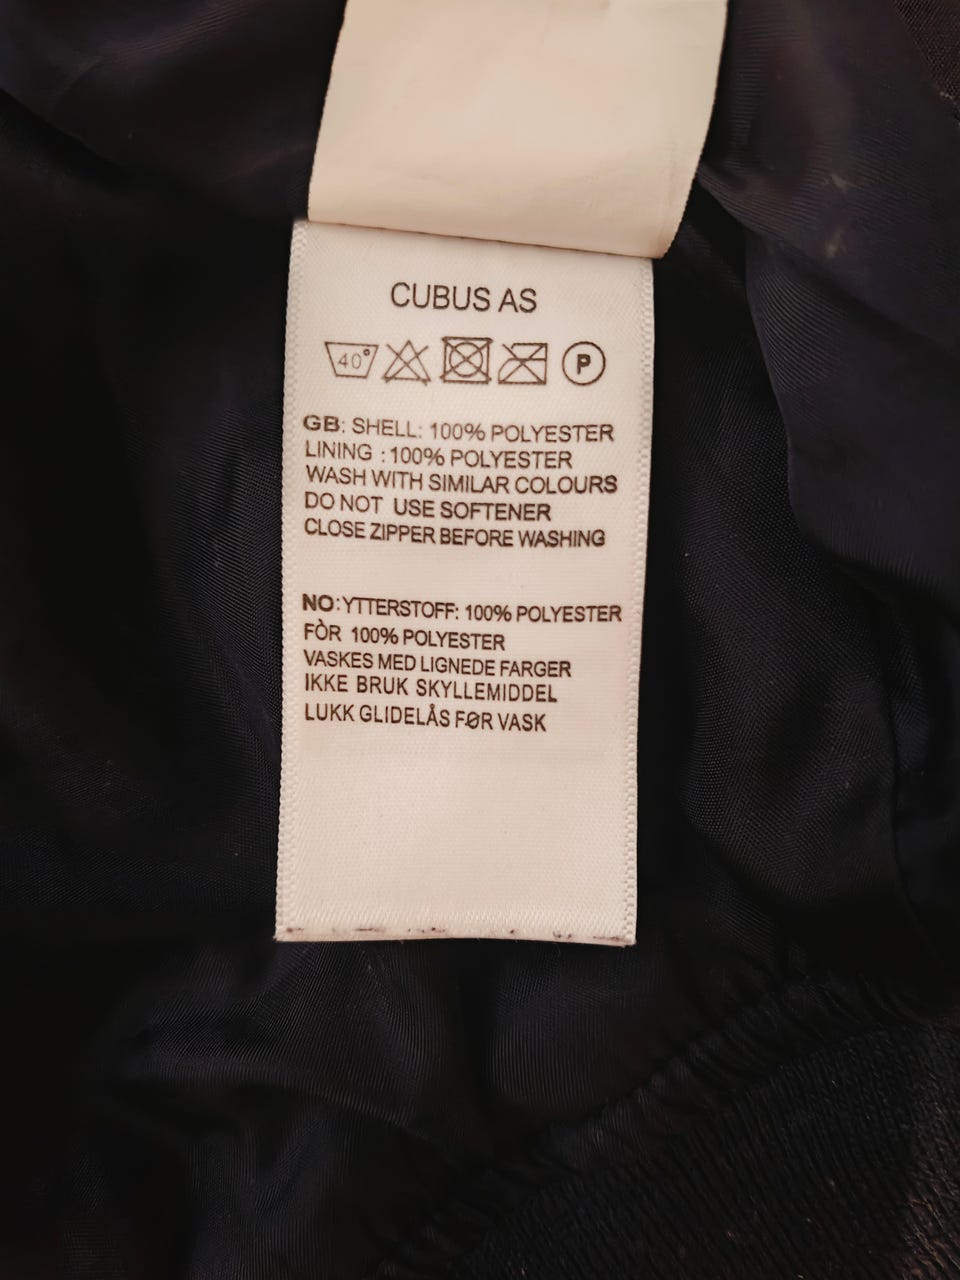 CUBUS AS
40° P
GB: SHELL: 100% POLYESTER
LINING :100% POLYESTER
WASH WITH SIMILAR COLOURS
DO NOT USE SOFTENER
CLOSE ZIPPER BEFORE WASHING
NO:YTTERSTOFF: 100% POLYESTER
FÒR 100% POLYESTER
VASKES MED LIGNEDE FARGER
IKKE BRUK SKYLLEMIDDEL
LUKK GLIDELÅS FØR VASK